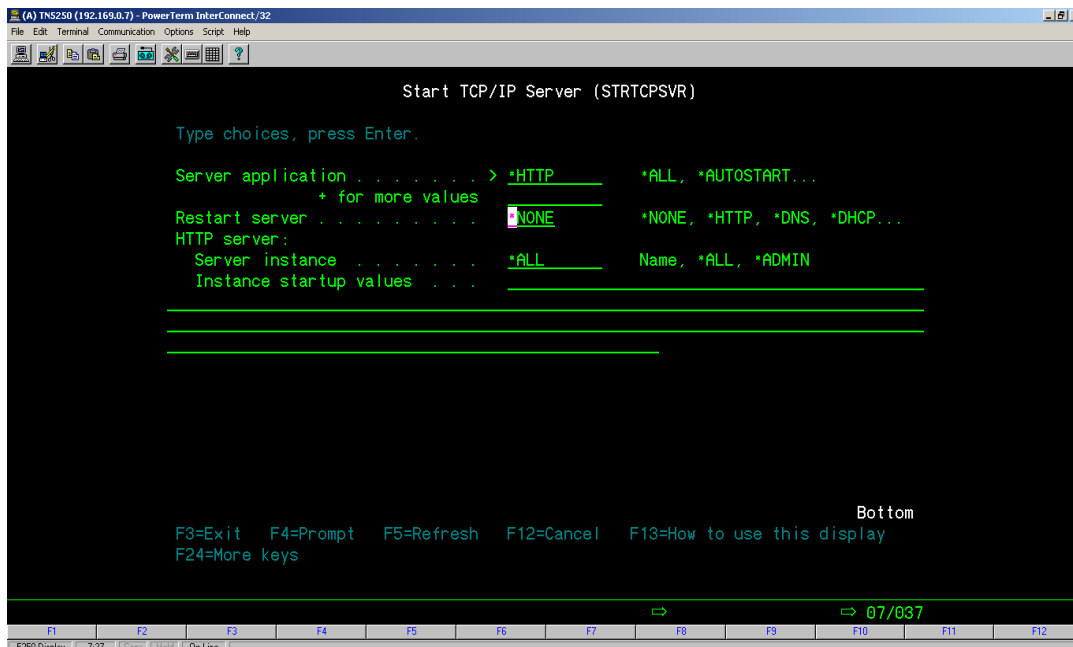 (A) TN5250 (192.169.0.7) - PowerTerm InterConnect/32
File Edit Terminal Communication Options Script Help
Start TCP/IP Server (STRTCPSVR)
Type choices, press Enter.
Server application . . . . . . . > *HTTP *ALL, *AUTOSTART...
+ for more values
Restart server . . . . . . . . . *NONE *NONE, *HTTP, *DNS, *DHCP...
HTTP server:
Server instance . . . . . . . *ALL Name, *ALL, *ADMIN
Instance startup values . . .
Bottom
F3=Exit F4=Prompt F5=Refresh F12=Cancel F13=How to use this display
F24=More keys
07/037
F1 F2 F3 F4 F5 F6 F7 F8 F9 F10 F11 F12